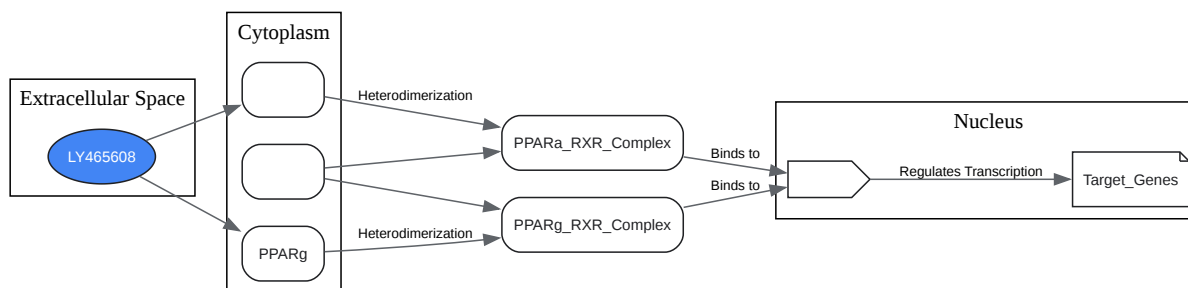 Cytoplasm
Extracellular Space
LY465608
PPARg
Heterodimerization
Heterodimerization
PPARa_RXR_Complex
PPARg_RXR_Complex
Binds to
Binds to
Nucleus
Regulates Transcription
Target_Genes